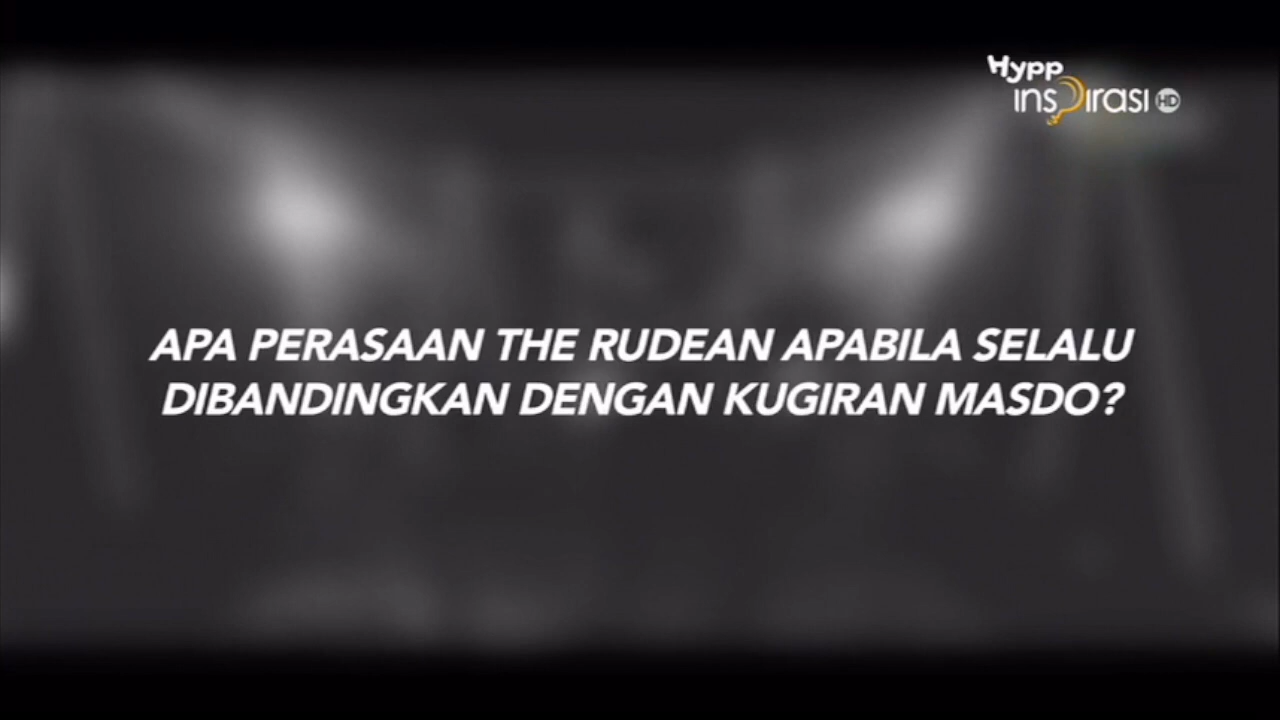 Hypp
inspirasi HD
APA PERASAAN THE RUDEAN APABILA SELALU
DIBANDINGKAN DENGAN KUGIRAN MASDO?